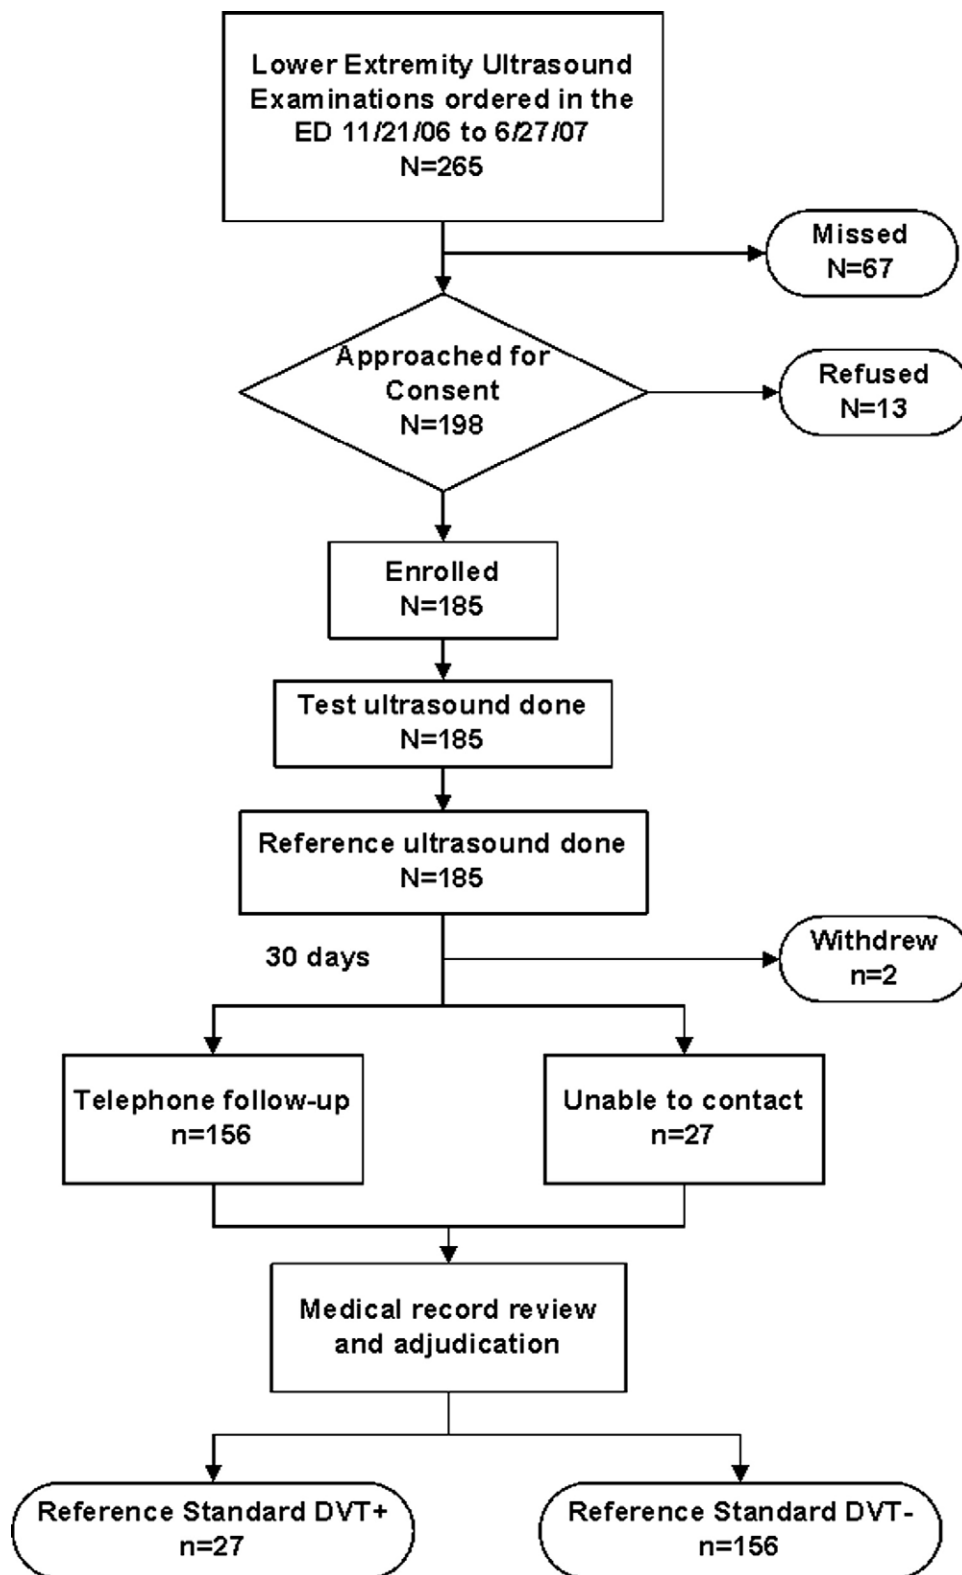 Lower Extremity Ultrasound
Examinations ordered in the
ED 11/21/06 to 6/27/07
N=265
Missed
N=67
Approached for
Consent
N=198
Refused
N=13
Enrolled
N=185
Test ultrasound done
N=185
Reference ultrasound done
N=185
30 days
Withdrew
n=2
Telephone follow-up
n=156
Unable to contact
n=27
Medical record review
and adjudication
Reference Standard DVT+
n=27
Reference Standard DVT-
n=156